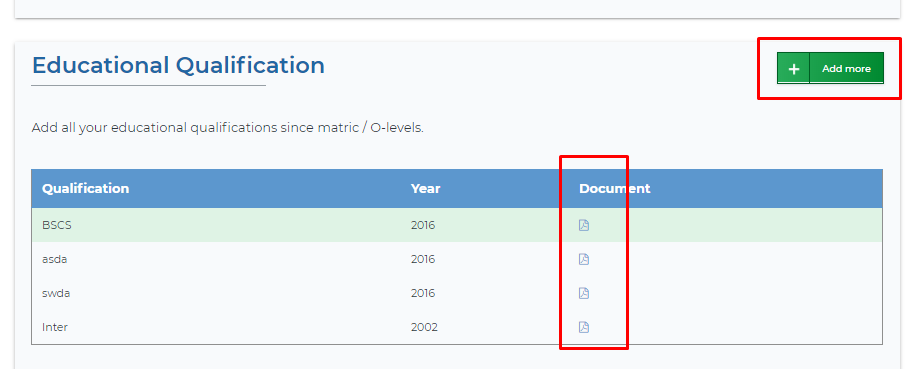 Educational Qualification
+ Add more
Add all your educational qualifications since matric / O-levels.
Qualification Year Document
BSCS 2016
asda 2016
swda 2016
Inter 2002